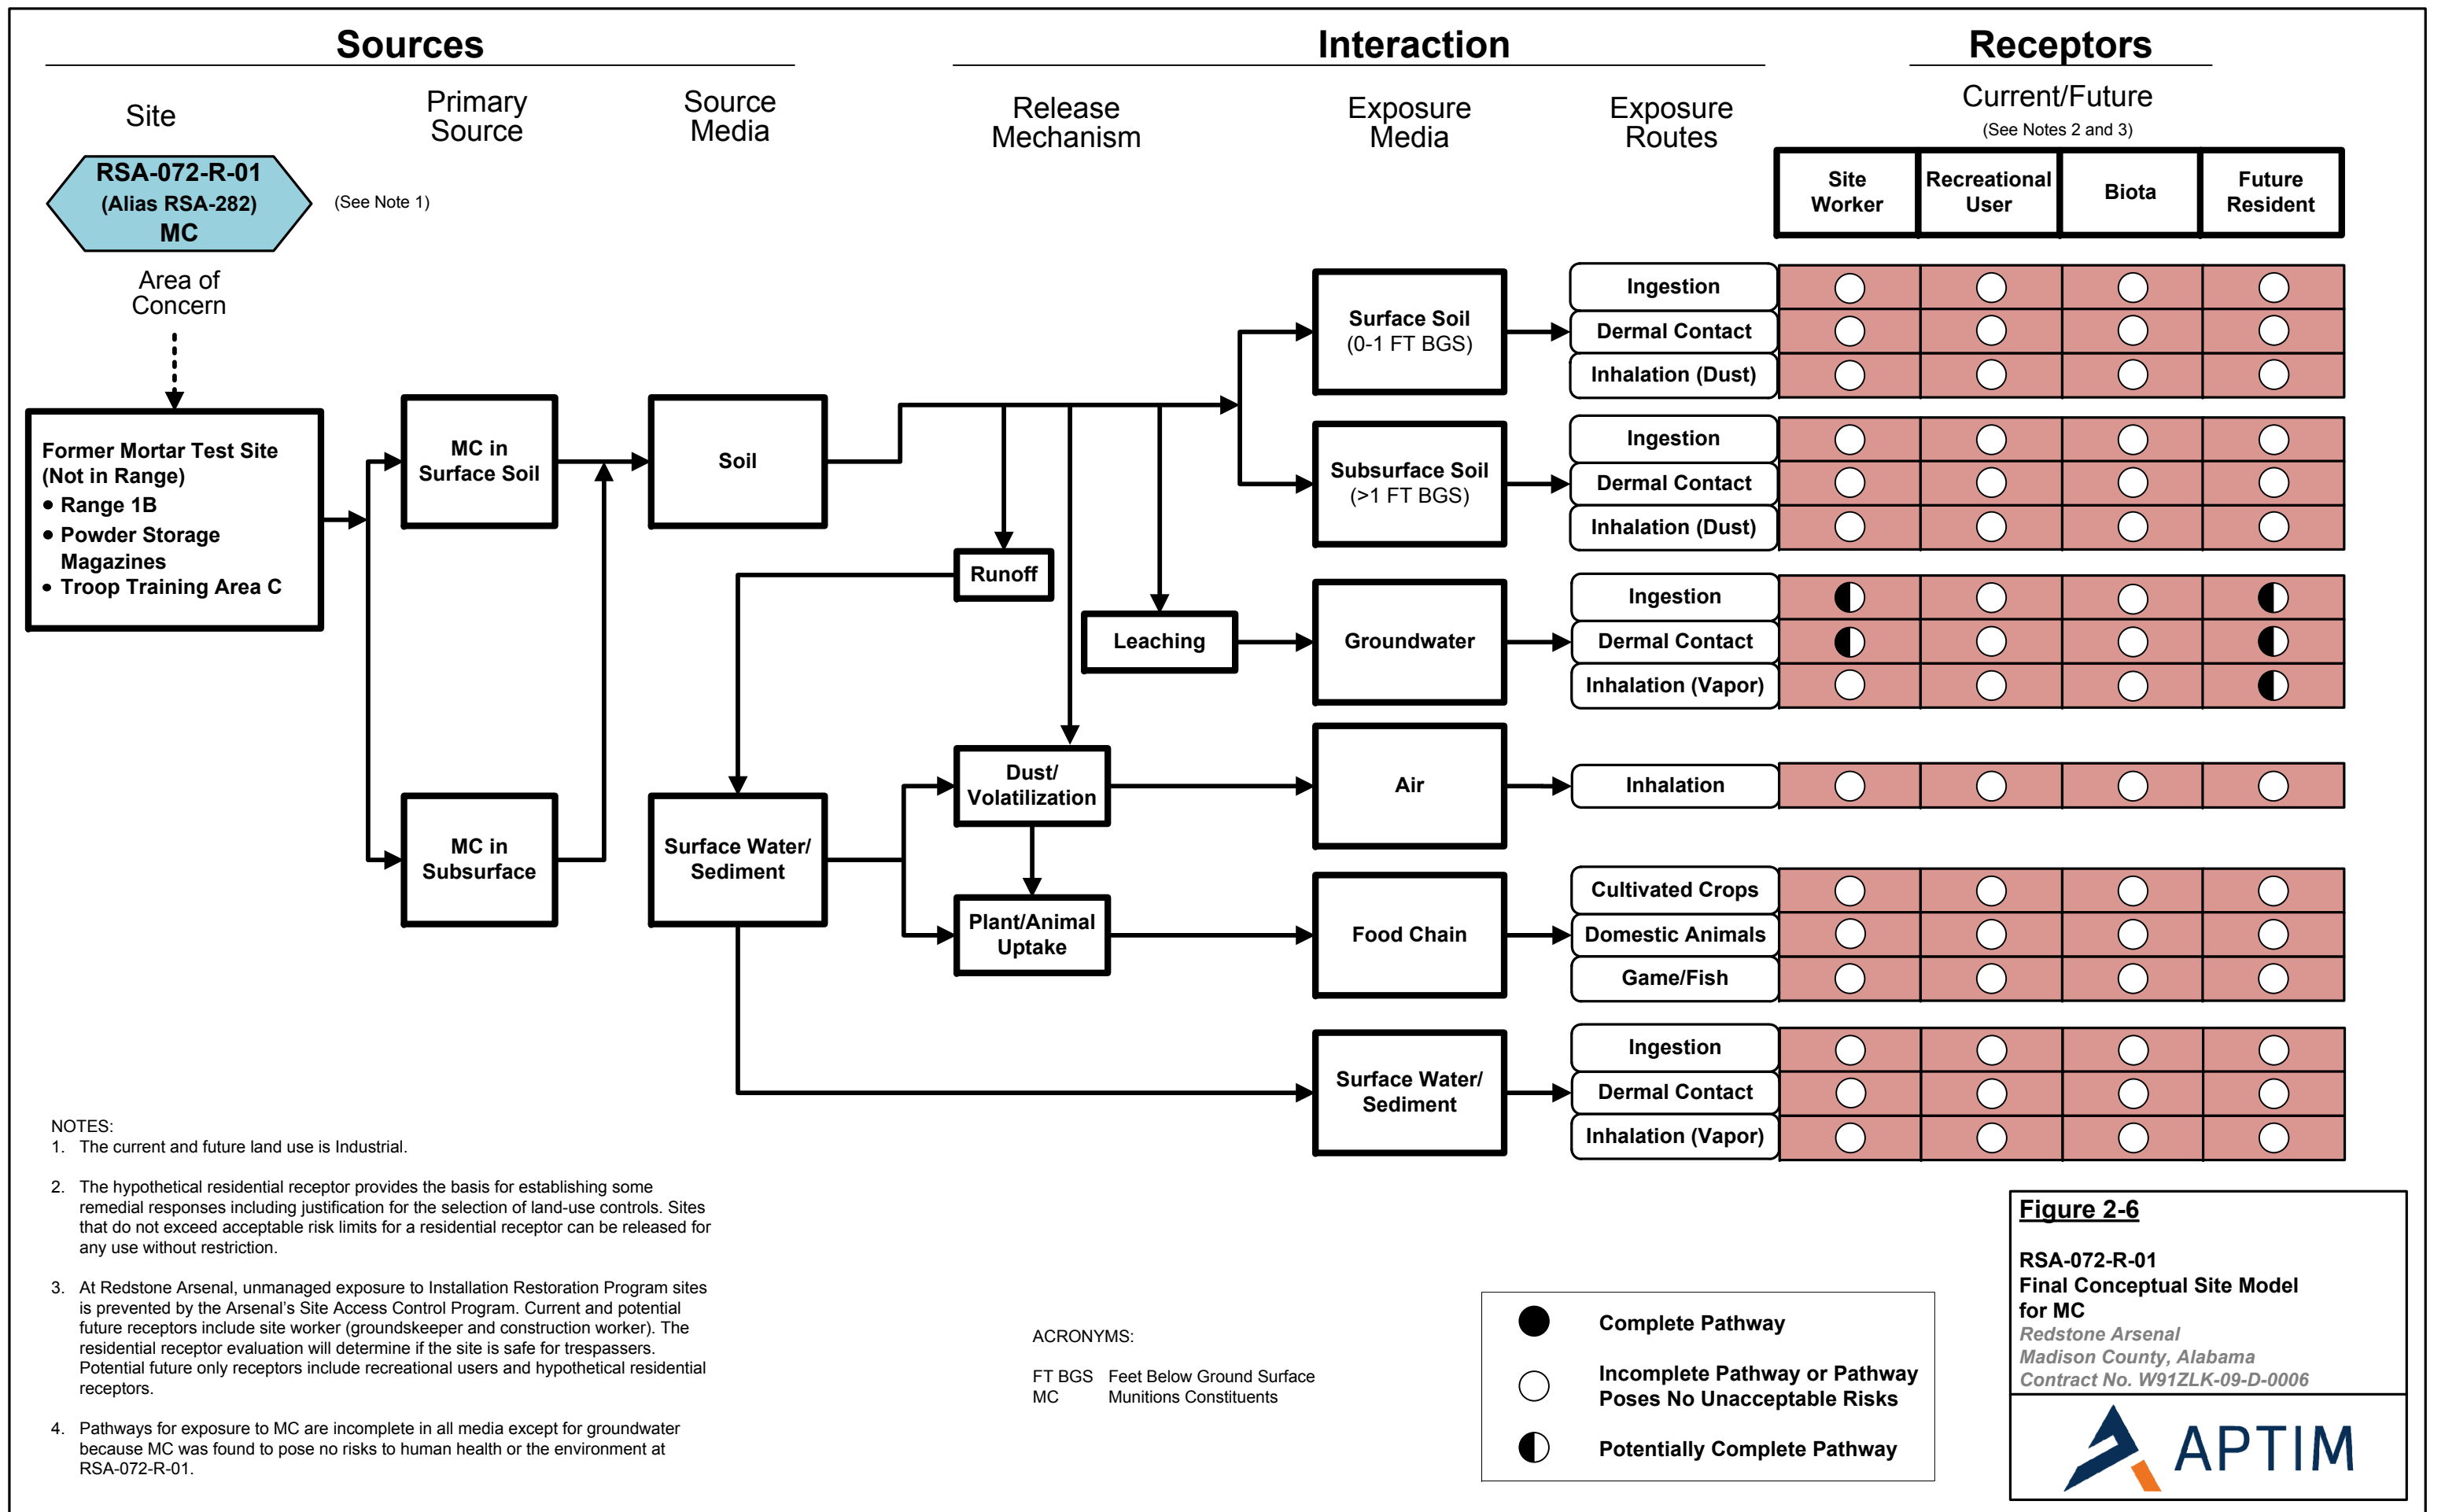 Sources
Interaction
Receptors
Site
Primary
Source
Source
Media
Release
Mechanism
Exposure
Media
Exposure
Routes
Current/Future
(See Notes 2 and 3)
RSA-072-R-01
(Alias RSA-282)
MC
(See Note 1)
Site
Worker
Recreational
User
Biota
Future
Resident
Area of
Concern
Former Mortar Test Site
(Not in Range)
• Range 1B
• Powder Storage
Magazines
• Troop Training Area C
MC in
Surface Soil
MC in
Subsurface
Soil
Surface Water/
Sediment
Runoff
Leaching
Dust/
Volatilization
Plant/Animal
Uptake
Surface Soil
(0-1 FT BGS)
Ingestion
Dermal Contact
Inhalation (Dust)
Subsurface Soil
(>1 FT BGS)
Ingestion
Dermal Contact
Inhalation (Dust)
Groundwater
Ingestion
Dermal Contact
Inhalation (Vapor)
Air
Inhalation
Food Chain
Cultivated Crops
Domestic Animals
Game/Fish
Surface Water/
Sediment
Ingestion
Dermal Contact
Inhalation (Vapor)
NOTES:
1. The current and future land use is Industrial.
2. The hypothetical residential receptor provides the basis for establishing some
remedial responses including justification for the selection of land-use controls. Sites
that do not exceed acceptable risk limits for a residential receptor can be released for
any use without restriction.
3. At Redstone Arsenal, unmanaged exposure to Installation Restoration Program sites
is prevented by the Arsenal's Site Access Control Program. Current and potential
future receptors include site worker (groundskeeper and construction worker). The
residential receptor evaluation will determine if the site is safe for trespassers.
Potential future only receptors include recreational users and hypothetical residential
receptors.
4. Pathways for exposure to MC are incomplete in all media except for groundwater
because MC was found to pose no risks to human health or the environment at
RSA-072-R-01.
ACRONYMS:
FT BGS Feet Below Ground Surface
MC Munitions Constituents
Complete Pathway
Incomplete Pathway or Pathway
Poses No Unacceptable Risks
Potentially Complete Pathway
Figure 2-6
RSA-072-R-01
Final Conceptual Site Model
for MC
Redstone Arsenal
Madison County, Alabama
Contract No. W91ZLK-09-D-0006
APTIM